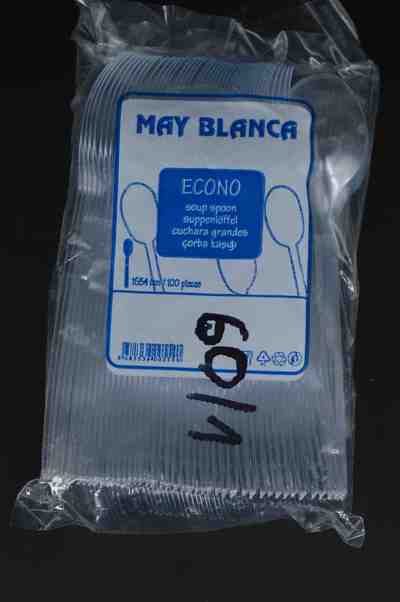 MAY BLANCA
ECONO
soup spoon
suppenlöffel
cuchara grandes
çorba kaşığı
100 pieces
60/1